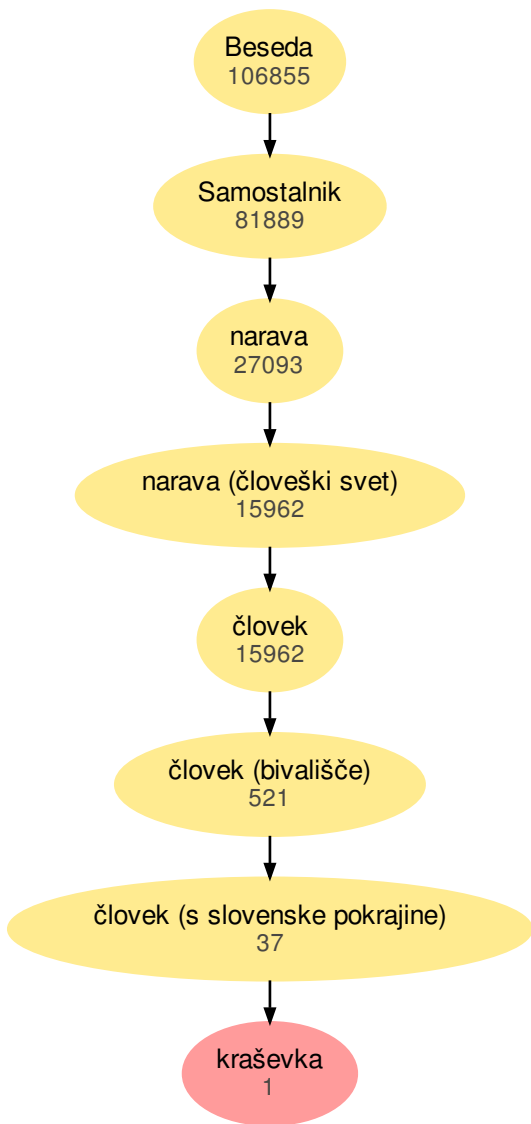 Beseda
106855
Samostalnik
81889
narava
27093
narava (človeški svet)
15962
človek
15962
človek (bivališče)
521
človek (s slovenske pokrajine)
37
kraševka
1